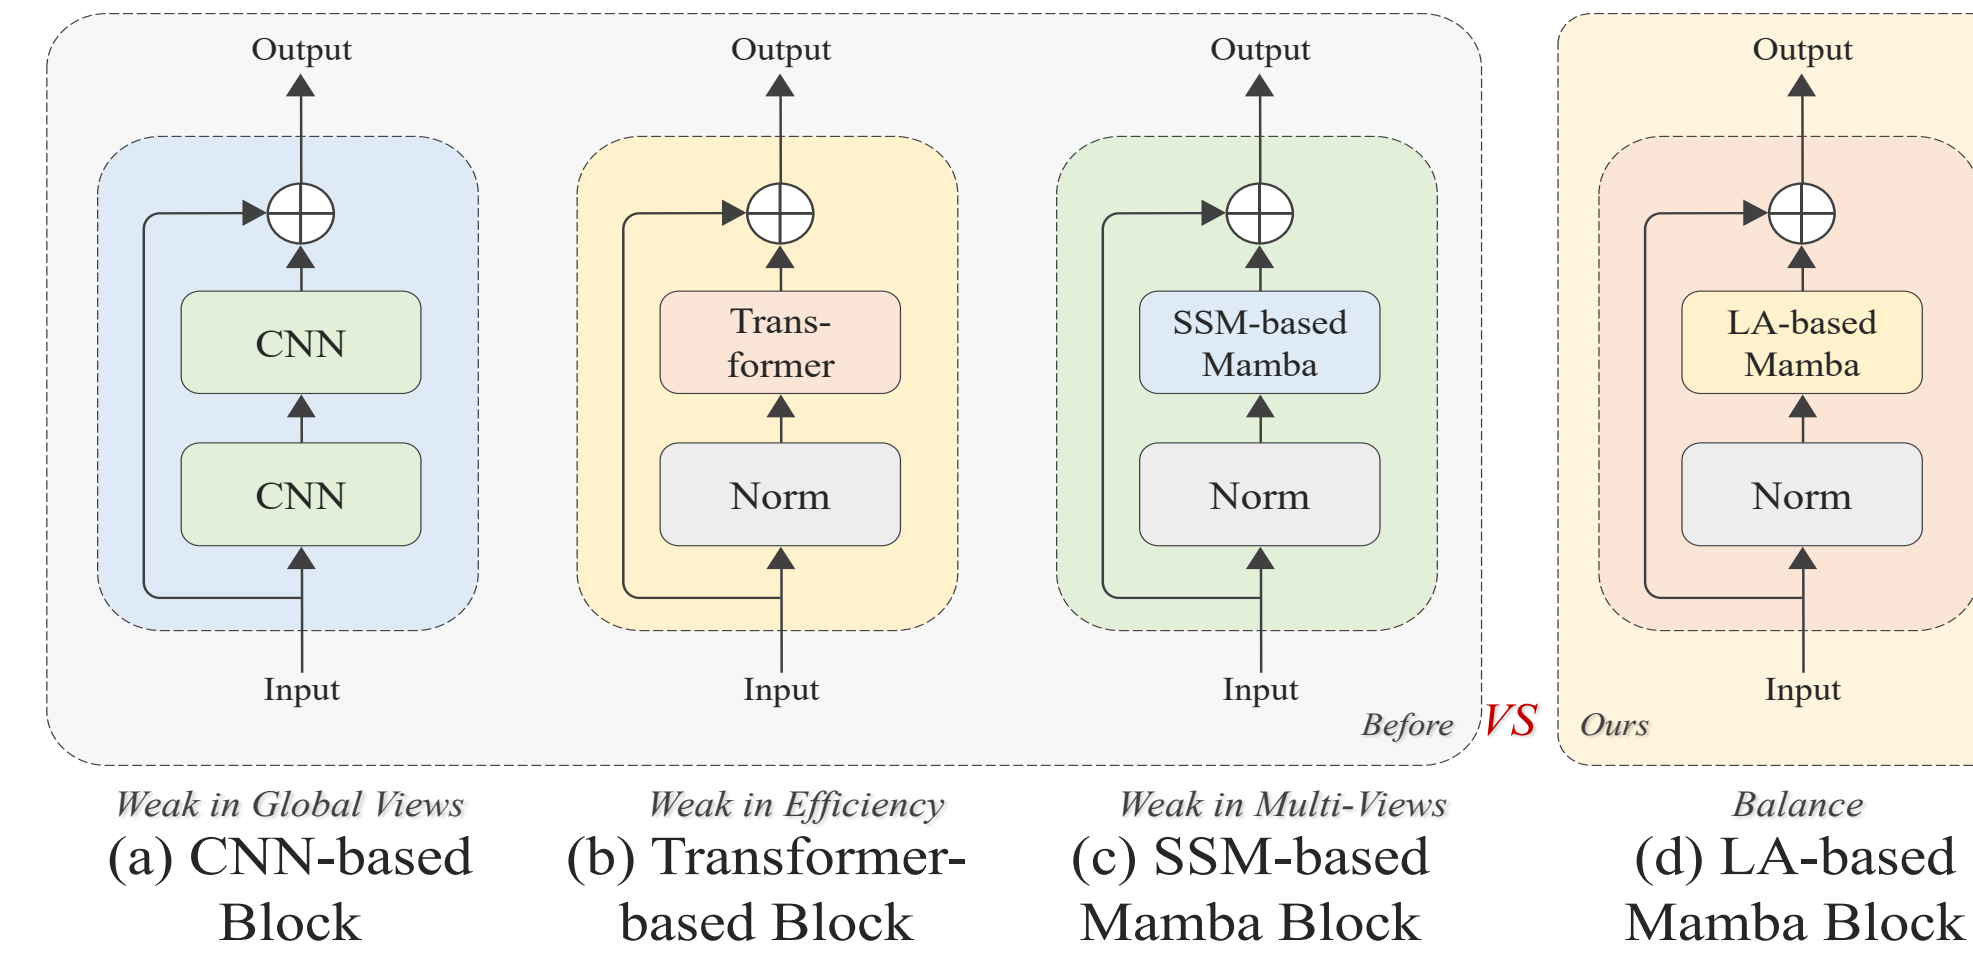 Output
CNN
CNN
Input
Weak in Global Views
(a) CNN-based
Block
Output
Trans-
former
Norm
Input
Weak in Efficiency
(b) Transformer-
based Block
Output
SSM-based
Mamba
Norm
Input
Before
Weak in Multi-Views
(c) SSM-based
Mamba Block
VS
Output
LA-based
Mamba
Norm
Input
Ours
Balance
(d) LA-based
Mamba Block